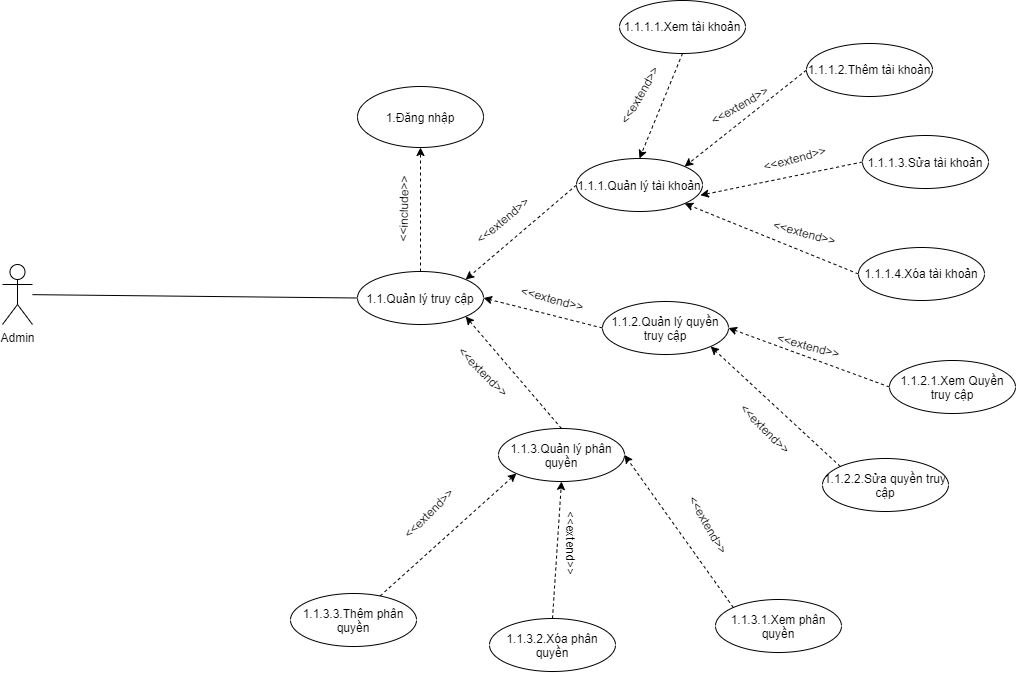 1.1.1.1.Xem tài khoản
1.1.1.2.Thêm tài khoản
<<extend>>
<<extend>>
1.Đăng nhập
<<extend>>
1.1.1.3.Sửa tài khoản
1.1.1.Quản lý tài khoản
<<include>>
<<extend>>
<<extend>>
1.1.1.4.Xóa tài khoản
1.1.Quản lý truy cập
<<extend>>
Admin
1.1.2.Quản lý quyền
truy cập
<<extend>>
<<extend>>
1.1.2.1.Xem Quyền
truy cập
<<extend>>
1.1.3.Quản lý phân
quyền
1.1.2.2.Sửa quyền truy
cập
<<extend>>
<<extend>>
<<extend>>
1.1.3.3.Thêm phân
quyền
1.1.3.2.Xóa phân
quyền
1.1.3.1.Xem phân
quyền